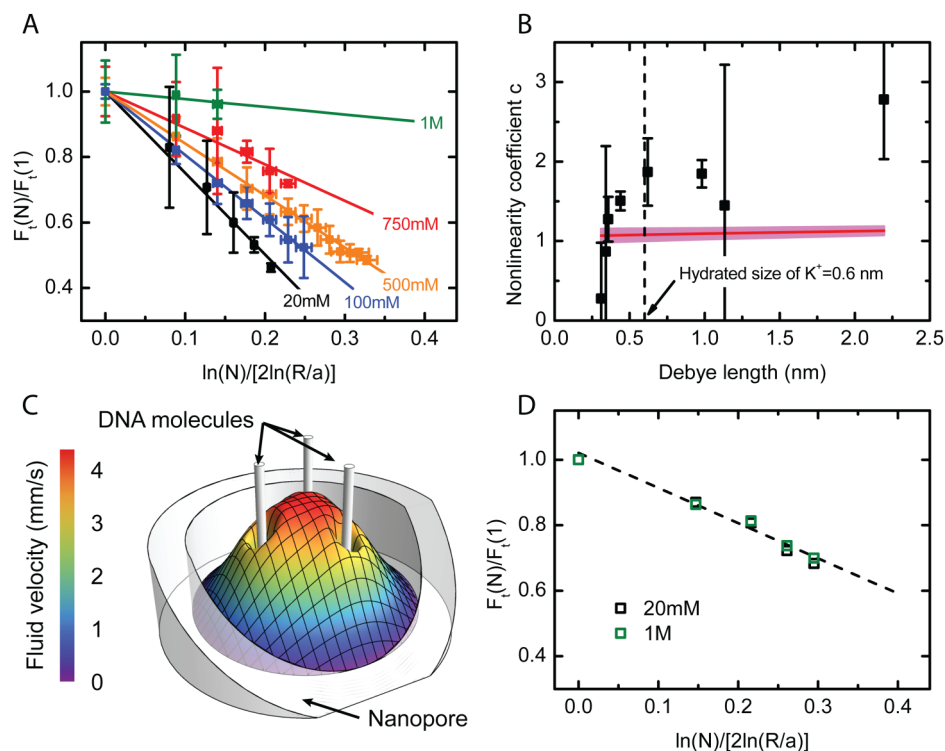 A
Fₜ(N)/Fₜ(1)
1.0
0.8
0.6
0.4
1M
750mM
500mM
100mM
20mM
0.0 0.1 0.2 0.3 0.4
ln(N)/[2ln(R/a)]
B
Nonlinearity coefficient c
3
2
1
0
Hydrated size of K⁺=0.6 nm
0.0 0.5 1.0 1.5 2.0 2.5
Debye length (nm)
C
DNA molecules
Fluid velocity (mm/s)
4
3
2
1
0
Nanopore
D
Fₜ(N)/Fₜ(1)
1.0
0.8
0.6
0.4
20mM
1M
0.0 0.1 0.2 0.3 0.4
ln(N)/[2ln(R/a)]